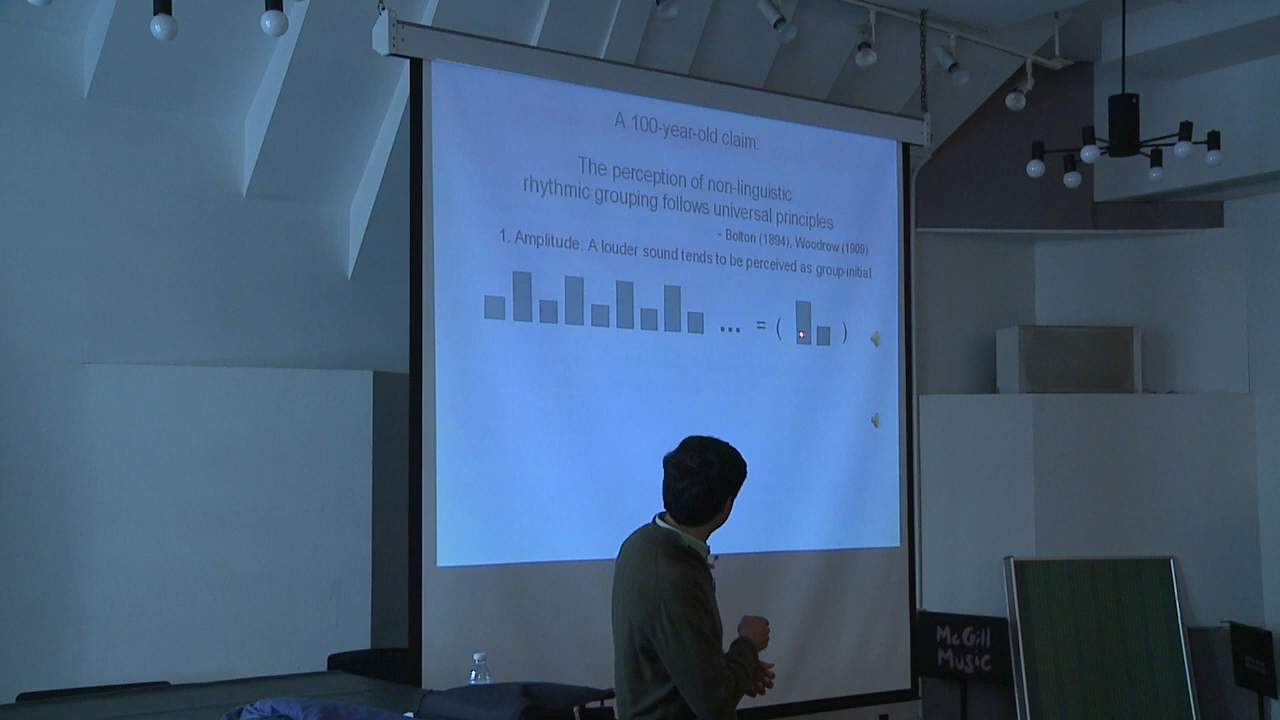 A 100-year-old claim:
The perception of non-linguistic
rhythmic grouping follows universal principles
- Bolton (1894), Woodrow (1909)
1. Amplitude: A louder sound tends to be perceived as group-initial
... = ( )
McGill
Music